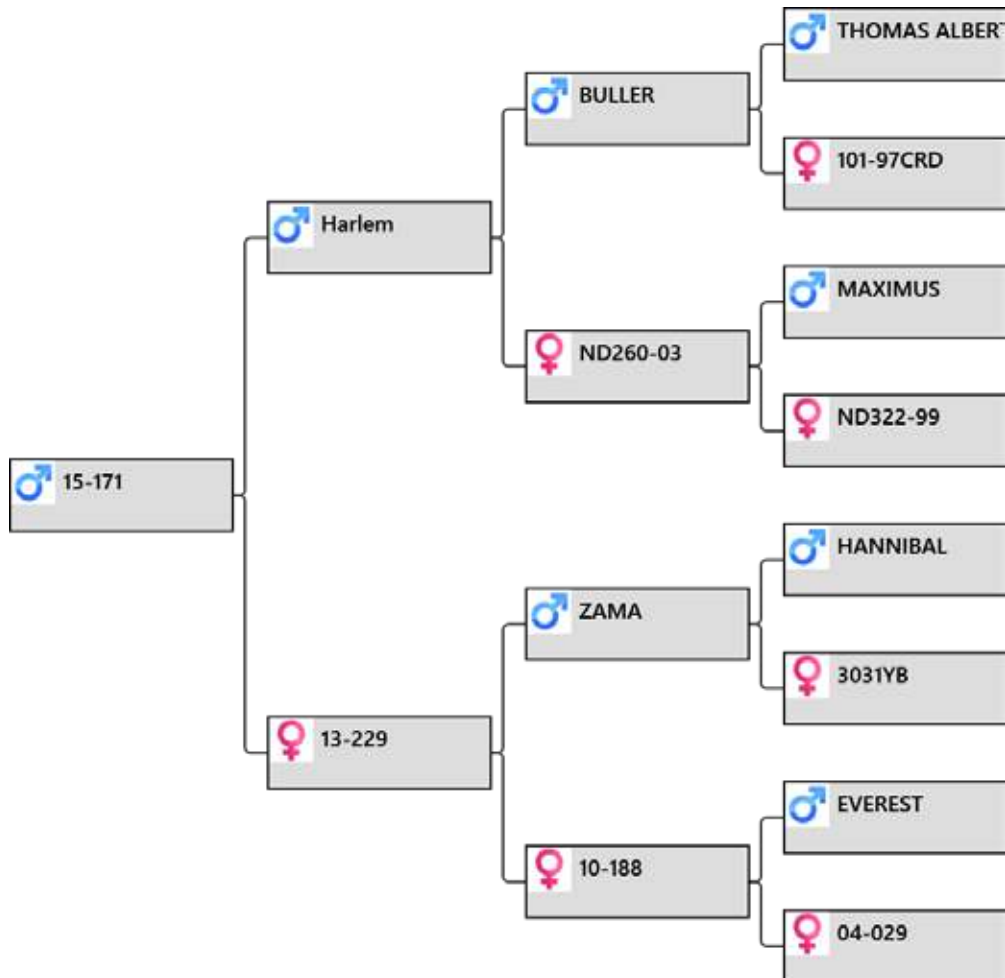 THOMAS ALBERT
BULLER
101-97CRD
Harlem
MAXIMUS
ND260-03
ND322-99
15-171
HANNIBAL
ZAMA
3031YB
13-229
EVEREST
10-188
04-029